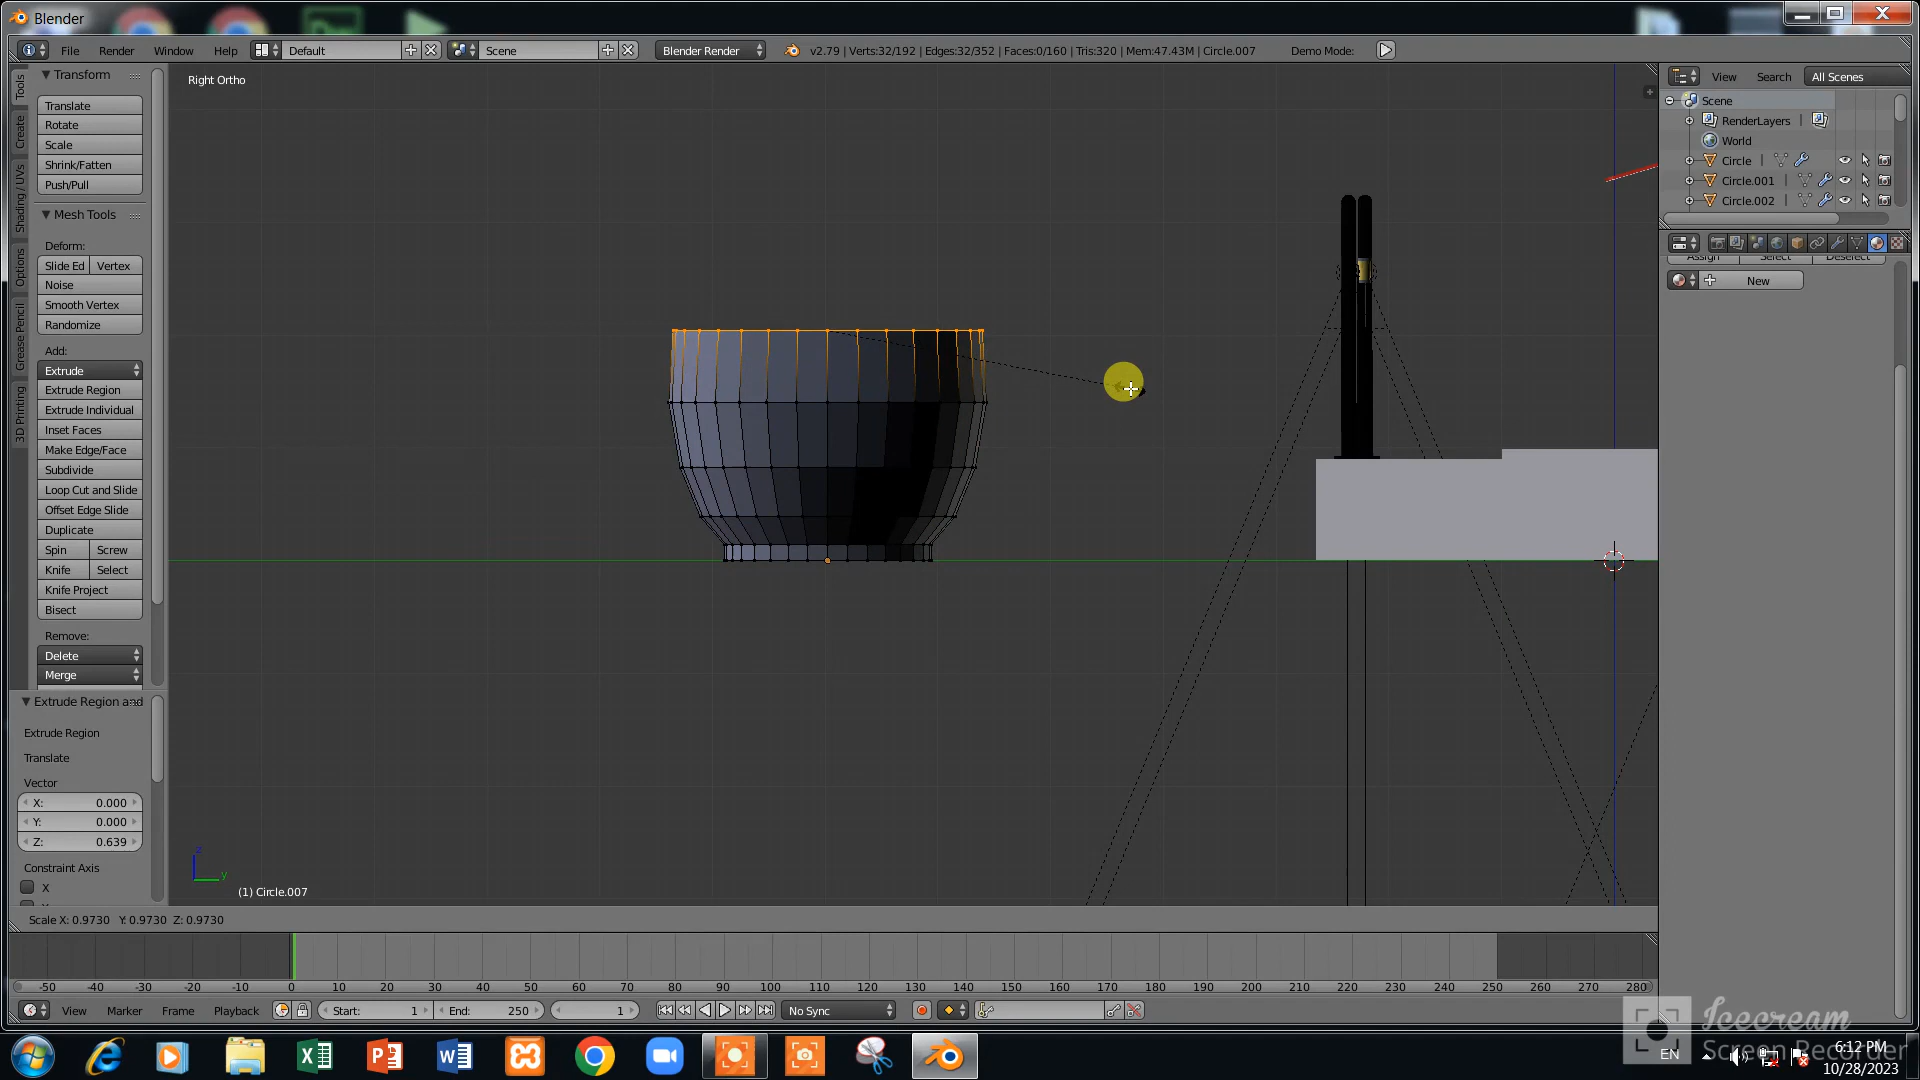 Blender
File Render Window Help Default Scene Blender Render v2.79 | Verts:32/192 | Edges:32/352 | Faces:0/160 | Tris:320 | Mem:47.43M | Circle.007 Demo Mode:
Tools
Create
Shading / UVs
Options
Grease Pencil
3D Printing
Transform
Translate
Rotate
Scale
Shrink/Fatten
Push/Pull
Mesh Tools
Deform:
Slide Ed Vertex
Noise
Smooth Vertex
Randomize
Add:
Extrude
Extrude Region
Extrude Individual
Inset Faces
Make Edge/Face
Subdivide
Loop Cut and Slide
Offset Edge Slide
Duplicate
Spin Screw
Knife Select
Knife Project
Bisect
Remove:
Delete
Merge
Extrude Region and
Extrude Region
Translate
Vector
X: 0.000
Y: 0.000
Z: 0.639
Constraint Axis
X
Right Ortho
z
y
(1) Circle.007
View Search All Scenes
Scene
RenderLayers
World
Circle
Circle.001
Circle.002
Assign Select Deselect
New
Scale X: 0.9730 Y: 0.9730 Z: 0.9730
-50 -40 -30 -20 -10 0 10 20 30 40 50 60 70 80 90 100 110 120 130 140 150 160 170 180 190 200 210 220 230 240 250 260 270 280
View Marker Frame Playback Start: 1 End: 250 1 No Sync
Icecream
Screen Recorder
EN 6:12 PM
10/28/2023